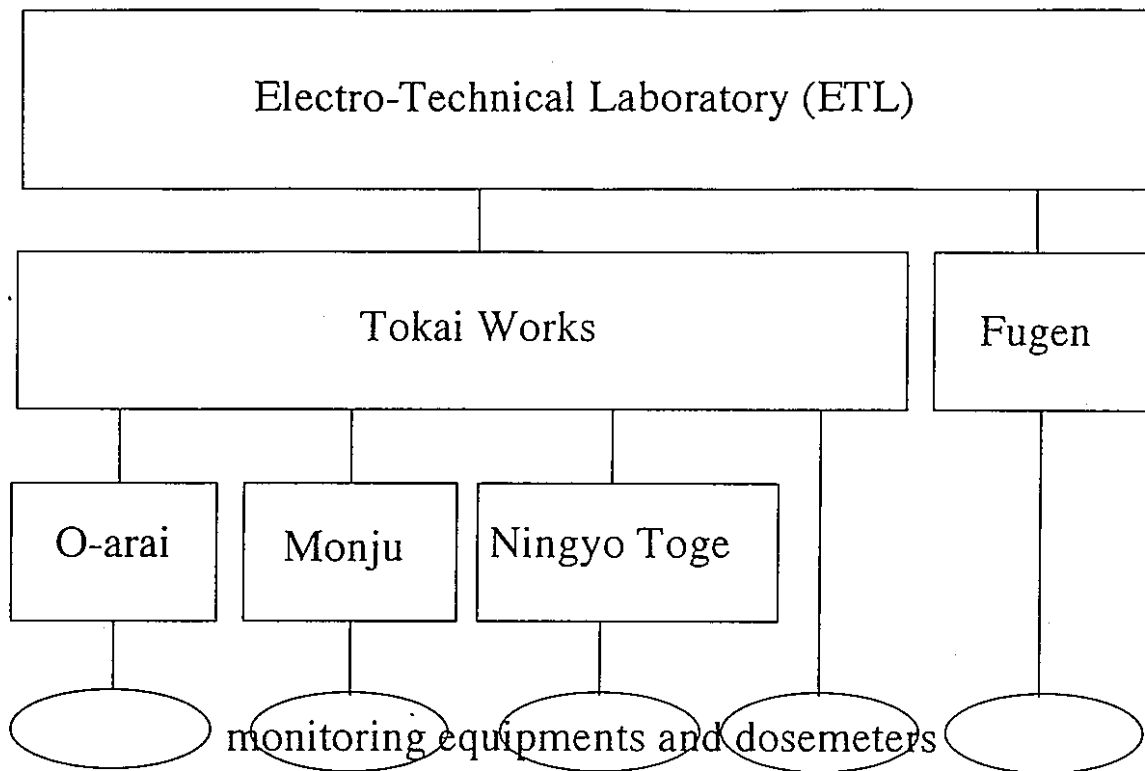 Electro-Technical Laboratory (ETL)
Tokai Works
Fugen
O-arai
Monju
Ningyo Toge
monitoring equipments and dosemeters